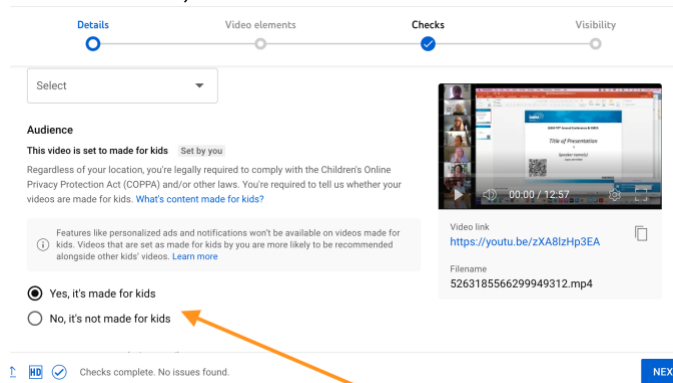 Details
Video elements
Checks
Visibility
Select
Audience
This video is set to made for kids Set by you
Regardless of your location, you're legally required to comply with the Children's Online
Privacy Protection Act (COPPA) and/or other laws. You're required to tell us whether your
videos are made for kids. What's content made for kids?
Features like personalized ads and notifications won't be available on videos made for
kids. Videos that are set as made for kids by you are more likely to be recommended
alongside other kids' videos. Learn more
Yes, it's made for kids
No, it's not made for kids
Title of Presentation
00:00 / 12:57
Video link
https://youtu.be/zXA8lzHp3EA
Filename
5263185566299949312.mp4
HD
Checks complete. No issues found.
NEX